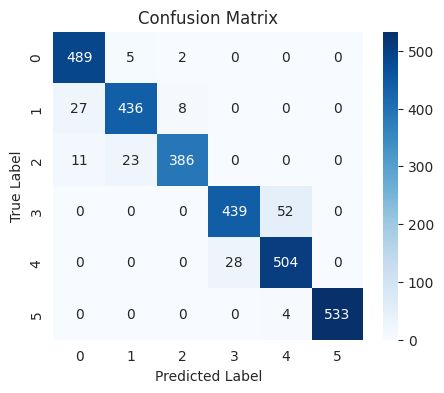 Confusion Matrix
True Label
0 489 5 2 0 0 0
1 27 436 8 0 0 0
2 11 23 386 0 0 0
3 0 0 0 439 52 0
4 0 0 0 28 504 0
5 0 0 0 0 4 533
0 1 2 3 4 5
Predicted Label
500
400
300
200
100
0